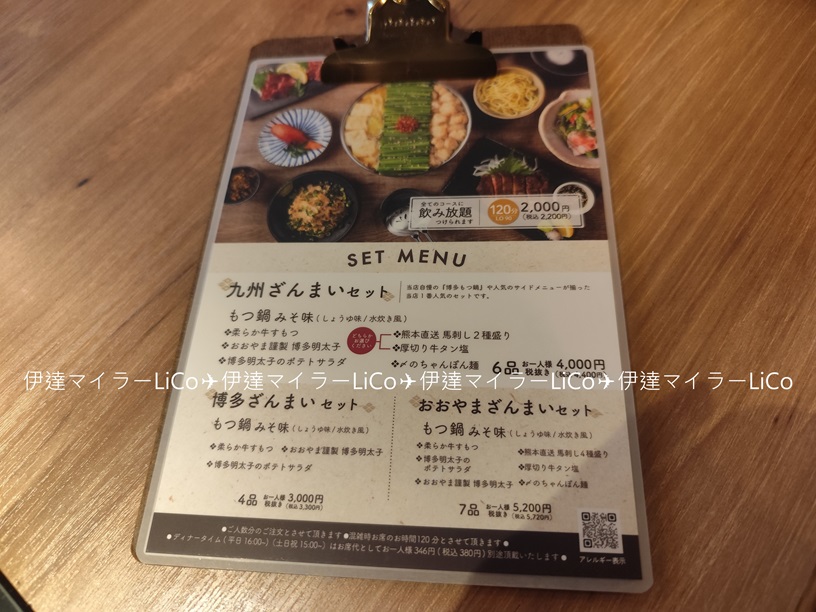 全てのコースに
飲み放題
つけられます
120分
LO 90
2,000円
(税込 2,200円)
SET MENU
九州ざんまいセット
当店自慢の『博多もつ鍋』や人気のサイドメニューが揃った
当店1番人気のセットです。
もつ鍋 みそ味(しょうゆ味/水炊き風)
❖柔らか牛すもつ
❖おおやま謹製 博多明太子
❖博多明太子のポテトサラダ
どちらか
お選び
ください
❖熊本直送 馬刺し2種盛り
❖厚切り牛タン塩
❖〆のちゃんぽん麺
6品 お一人様 税抜き 4,000円
伊達マイラーLiCo✈伊達マイラーLiCo✈伊達マイラーLiCo✈伊達マイラーLiCo
博多ざんまいセット
もつ鍋 みそ味(しょうゆ味/水炊き風)
❖柔らか牛すもつ ❖おおやま謹製 博多明太子
❖博多明太子のポテトサラダ
4品 お一人様 税抜き 3,000円 (税込 3,300円)
おおやまざんまいセット
もつ鍋 みそ味(しょうゆ味/水炊き風)
❖柔らか牛すもつ
❖博多明太子の
ポテトサラダ
❖おおやま謹製 博多明太子
❖熊本直送 馬刺し4種盛り
❖厚切り牛タン塩
❖〆のちゃんぽん麺
7品 お一人様 税抜き 5,200円 (税込 5,720円)
●ご人数分のご注文とさせて頂きます●混雑時お席のお時間120分とさせて頂きます●
●ディナータイム(平日16:00~)(土日祝15:00~)はお席代としてお一人様346円(税込380円)別途頂戴いたします●
アレルギー表示